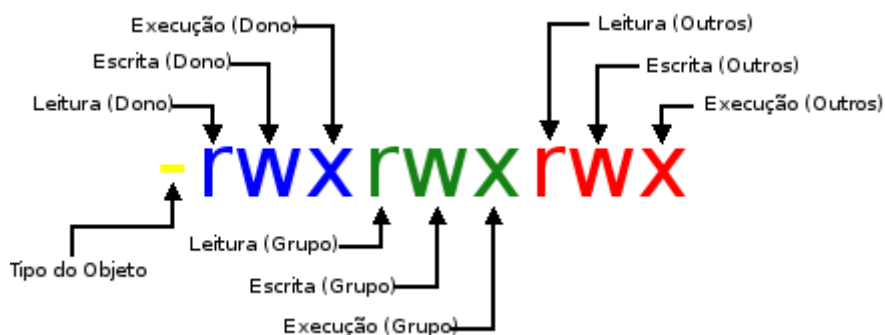 Execução (Dono)
Leitura (Outros)
Escrita (Dono)
Escrita (Outros)
Leitura (Dono)
Execução (Outros)
-rwxrwxrwx
Leitura (Grupo)
Tipo do Objeto
Escrita (Grupo)
Execução (Grupo)